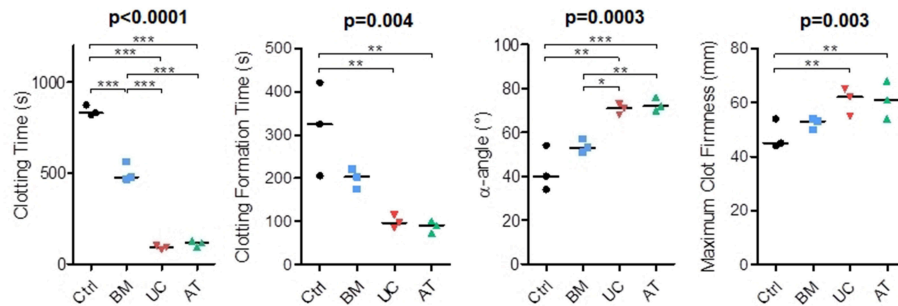 p<0.0001
Clotting Time (s)
1000
500
0
***
***
***
*** ***
Ctrl
BM
UC
AT
p=0.004
Clotting Formation Time (s)
500
400
300
200
100
0
**
**
Ctrl
BM
UC
AT
p=0.0003
α-angle (°)
100
80
60
40
20
0
***
**
**
*
Ctrl
BM
UC
AT
p=0.003
Maximum Clot Firmness (mm)
80
60
40
20
0
**
**
Ctrl
BM
UC
AT